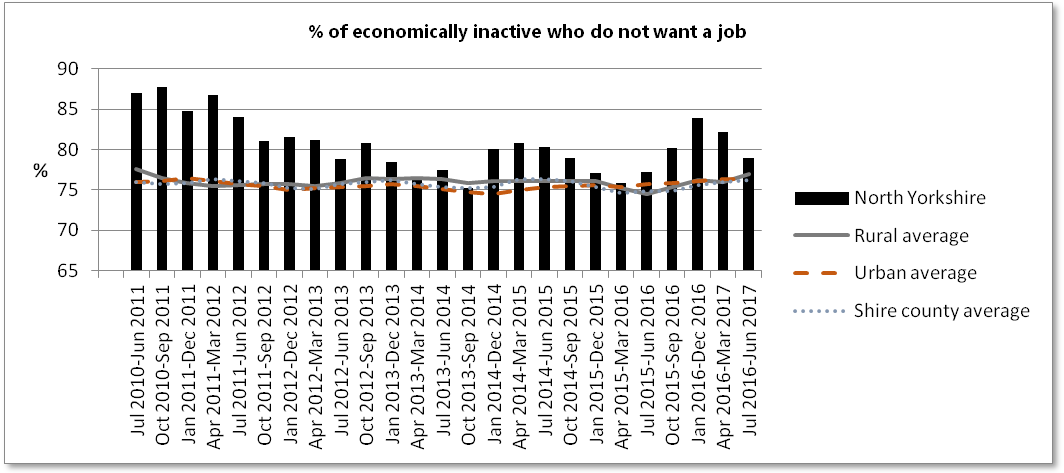 % of economically inactive who do not want a job
90
85
80
75
70
65
%
Jul 2010-Jun 2011
Oct 2010-Sep 2011
Jan 2011-Dec 2011
Apr 2011-Mar 2012
Jul 2011-Jun 2012
Oct 2011-Sep 2012
Jan 2012-Dec 2012
Apr 2012-Mar 2013
Jul 2012-Jun 2013
Oct 2012-Sep 2013
Jan 2013-Dec 2013
Apr 2013-Mar 2014
Jul 2013-Jun 2014
Oct 2013-Sep 2014
Jan 2014-Dec 2014
Apr 2014-Mar 2015
Jul 2014-Jun 2015
Oct 2014-Sep 2015
Jan 2015-Dec 2015
Apr 2015-Mar 2016
Jul 2015-Jun 2016
Oct 2015-Sep 2016
Jan 2016-Dec 2016
Apr 2016-Mar 2017
Jul 2016-Jun 2017
North Yorkshire
Rural average
Urban average
Shire county average